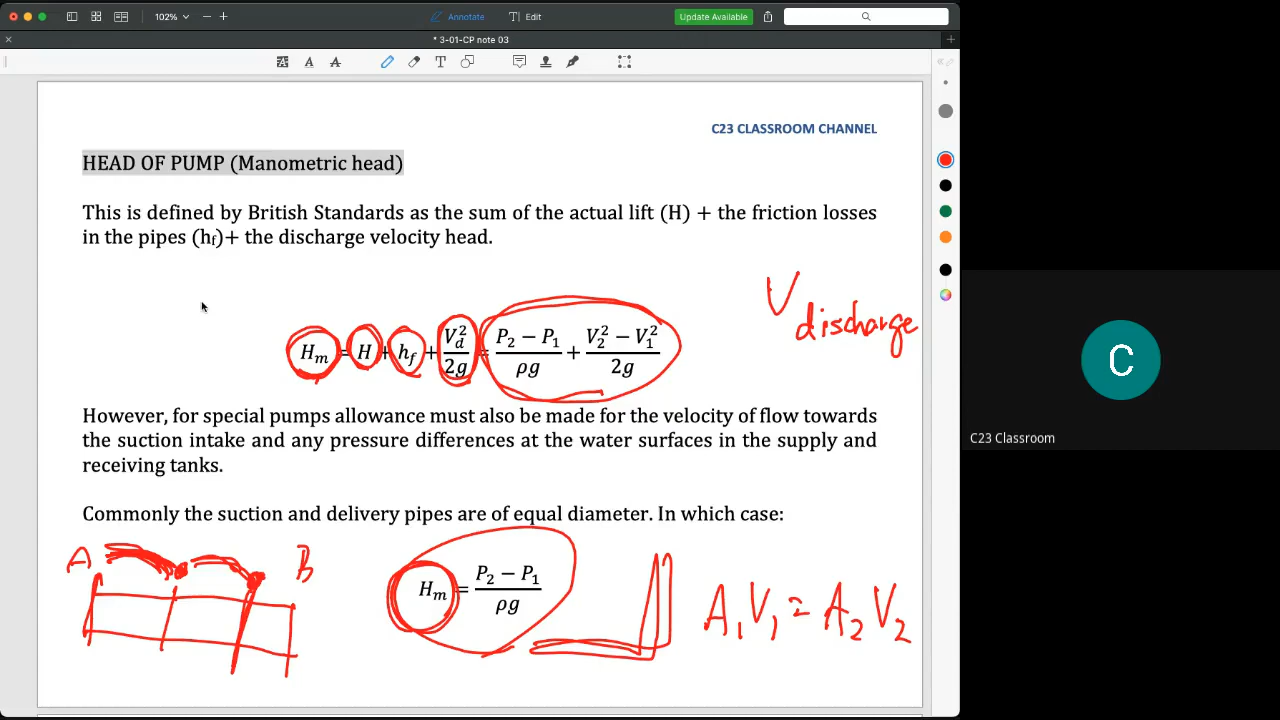 102%
Annotate
Edit
Update Available
* 3-01-CP note 03
C23 CLASSROOM CHANNEL
HEAD OF PUMP (Manometric head)
This is defined by British Standards as the sum of the actual lift (H) + the friction losses
in the pipes (hf)+ the discharge velocity head.
V discharge
Hₘ = H + h_f + V_d²/2g = (P₂ − P₁)/ρg + (V₂² − V₁²)/2g
However, for special pumps allowance must also be made for the velocity of flow towards
the suction intake and any pressure differences at the water surfaces in the supply and
receiving tanks.
Commonly the suction and delivery pipes are of equal diameter. In which case:
A B
Hₘ = (P₂ − P₁)/ρg
A₁V₁ = A₂V₂
C
C23 Classroom